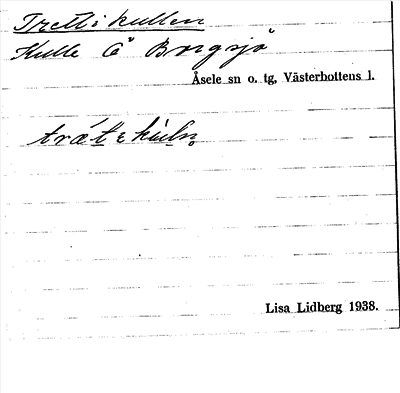 Trettikullen
Kulle Ö Borgsjö
Åsele sn o. tg, Västerbottens l.
Lisa Lidberg 1938.